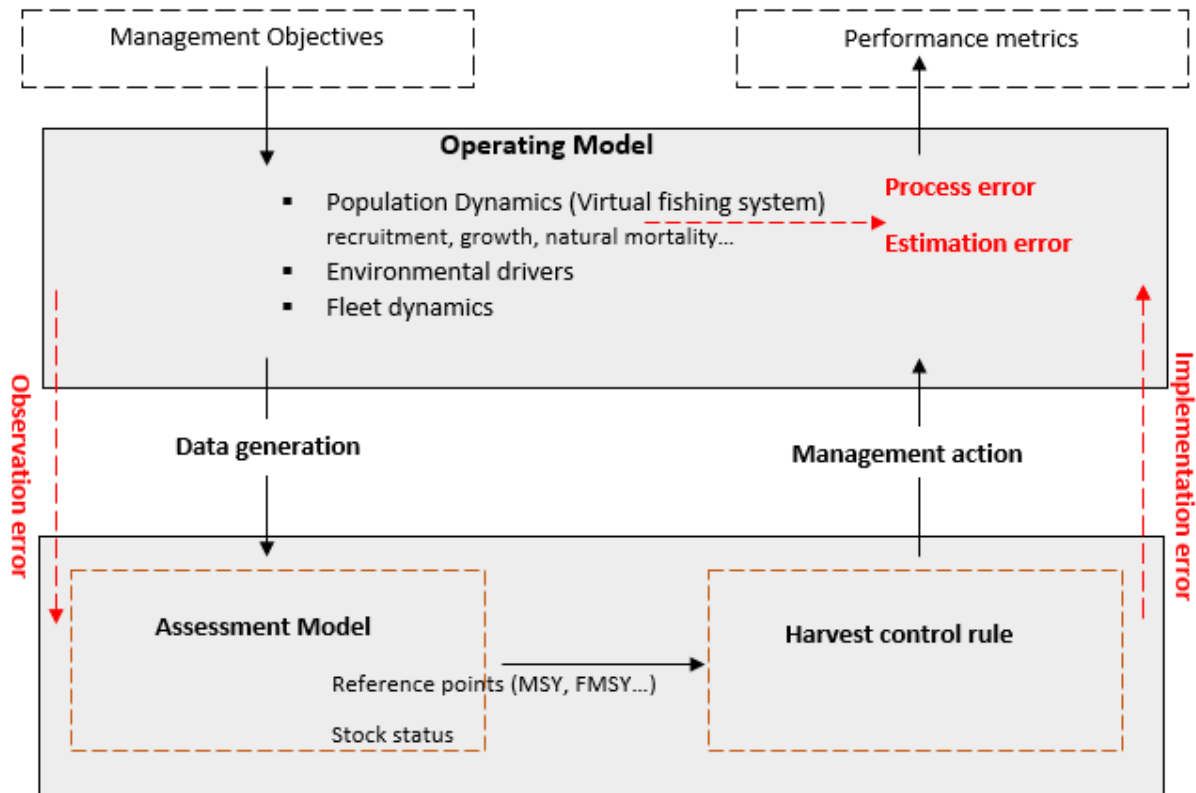 Management Objectives
Performance metrics
Operating Model
▪ Population Dynamics (Virtual fishing system)
recruitment, growth, natural mortality…
▪ Environmental drivers
▪ Fleet dynamics
Process error
Estimation error
Observation error
Implementation error
Data generation
Management action
Assessment Model
Reference points (MSY, FMSY…)
Stock status
Harvest control rule